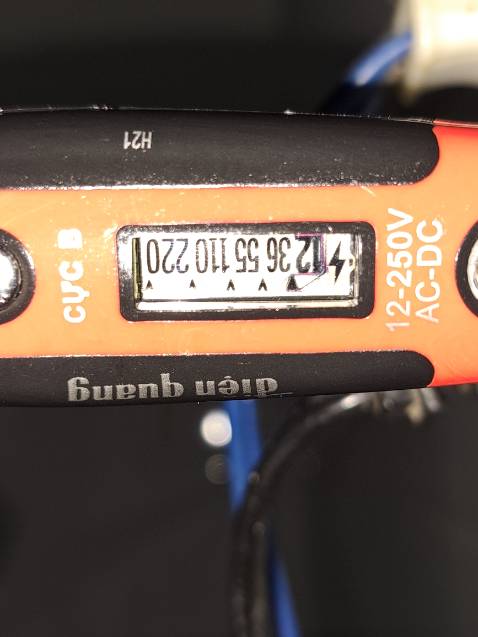 H21
CỰC B
12 36 55 110 220
12-250V
AC-DC
điện quang